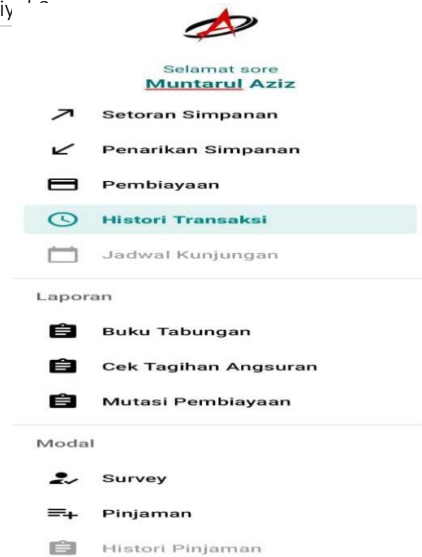 Selamat sore
Muntarul Aziz
Setoran Simpanan
Penarikan Simpanan
Pembiayaan
Histori Transaksi
Jadwal Kunjungan
Laporan
Buku Tabungan
Cek Tagihan Angsuran
Mutasi Pembiayaan
Modal
Survey
Pinjaman
Histori Pinjaman